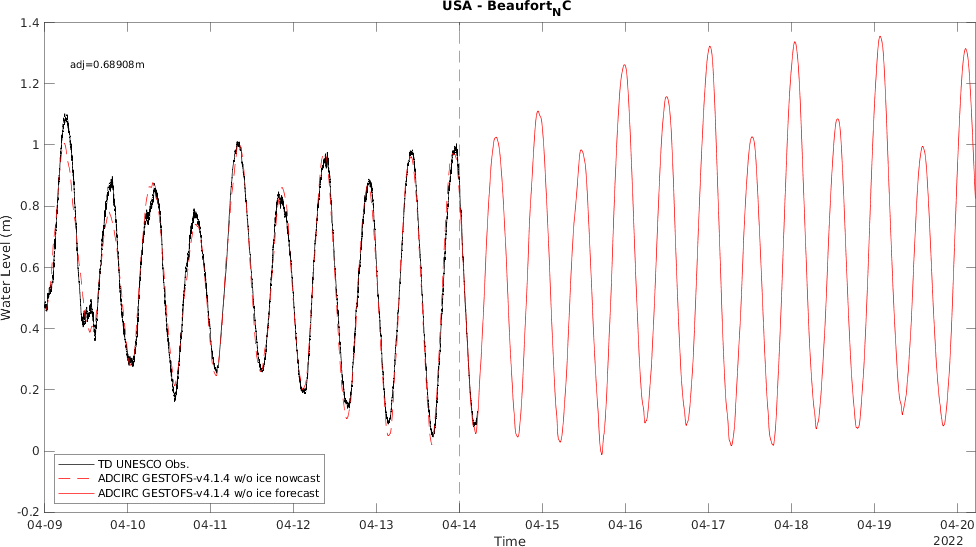 USA - Beaufort_NC
1.4
adj=0.68908m
1.2
1
0.8
Water Level (m)
0.6
0.4
0.2
0
TD UNESCO Obs.
ADCIRC GESTOFS-v4.1.4 w/o ice nowcast
ADCIRC GESTOFS-v4.1.4 w/o ice forecast
-0.2
04-09 04-10 04-11 04-12 04-13 04-14 04-15 04-16 04-17 04-18 04-19 04-20
Time
2022